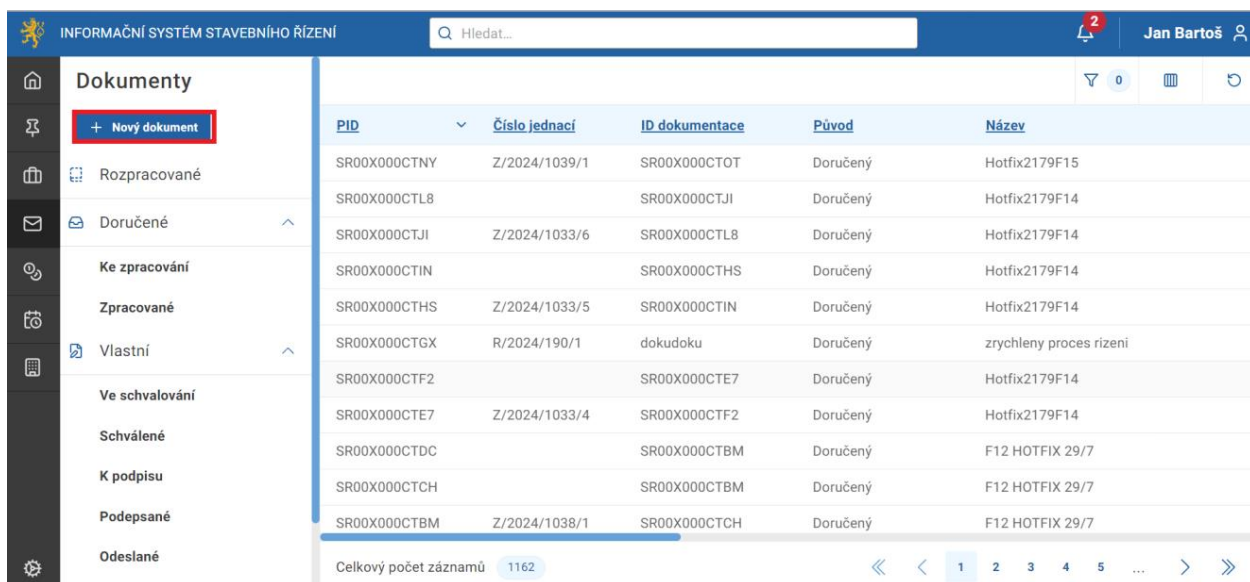 INFORMAČNÍ SYSTÉM STAVEBNÍHO ŘÍZENÍ Hledat... 2 Jan Bartoš
Dokumenty
+ Nový dokument
Rozpracované
Doručené
Ke zpracování
Zpracované
Vlastní
Ve schvalování
Schválené
K podpisu
Podepsané
Odeslané
0
PID Číslo jednací ID dokumentace Původ Název
SR00X000CTNY Z/2024/1039/1 SR00X000CTOT Doručený Hotfix2179F15
SR00X000CTL8 SR00X000CTJI Doručený Hotfix2179F14
SR00X000CTJI Z/2024/1033/6 SR00X000CTL8 Doručený Hotfix2179F14
SR00X000CTIN SR00X000CTHS Doručený Hotfix2179F14
SR00X000CTHS Z/2024/1033/5 SR00X000CTIN Doručený Hotfix2179F14
SR00X000CTGX R/2024/190/1 dokudoku Doručený zrychleny proces rizeni
SR00X000CTF2 SR00X000CTE7 Doručený Hotfix2179F14
SR00X000CTE7 Z/2024/1033/4 SR00X000CTF2 Doručený Hotfix2179F14
SR00X000CTDC SR00X000CTBM Doručený F12 HOTFIX 29/7
SR00X000CTCH SR00X000CTBM Doručený F12 HOTFIX 29/7
SR00X000CTBM Z/2024/1038/1 SR00X000CTCH Doručený F12 HOTFIX 29/7
Celkový počet záznamů 1162 1 2 3 4 5 ...